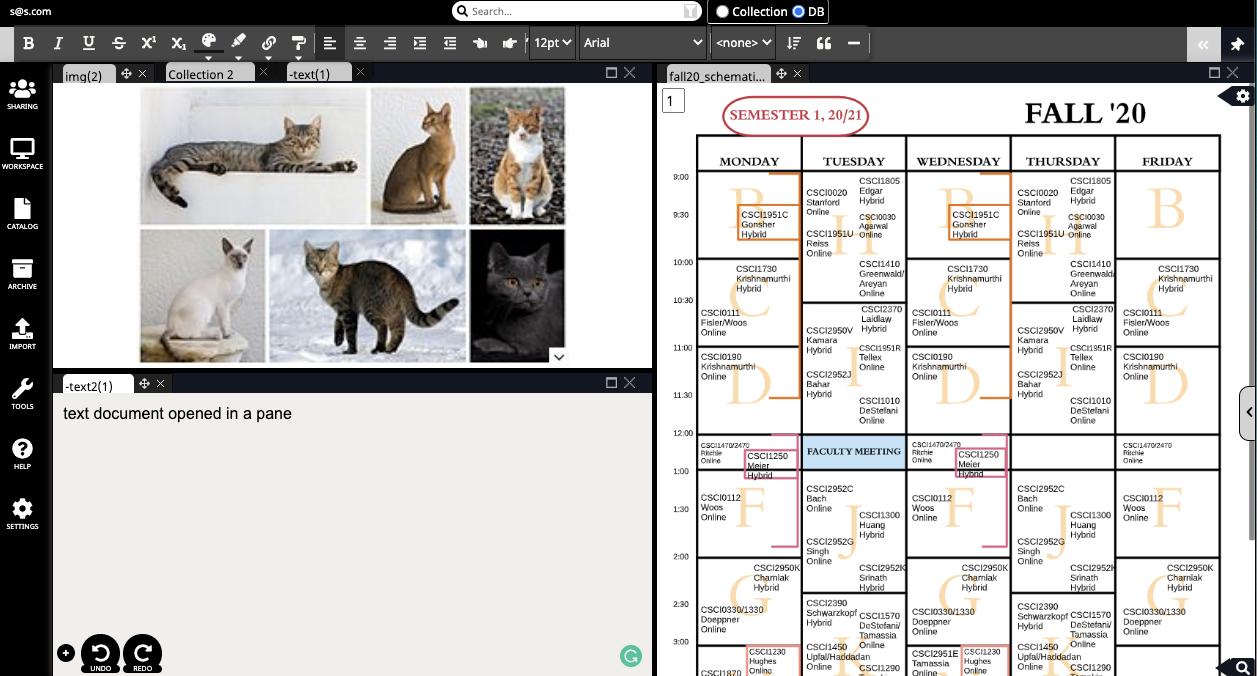 s@s.com
Search...
Collection DB
B I U S X¹ X₁
12pt
Arial
<none>
img(2)
Collection 2
-text(1)
fall20_schemati...
SHARING
WORKSPACE
CATALOG
ARCHIVE
IMPORT
TOOLS
HELP
SETTINGS
-text2(1)
text document opened in a pane
UNDO
REDO
1
SEMESTER 1, 20/21
FALL '20
MONDAY TUESDAY WEDNESDAY THURSDAY FRIDAY
9:00
9:30
10:00
10:30
11:00
11:30
12:00
1:00
1:30
2:00
2:30
3:00
B
CSCI1951C
Gonsher
Hybrid
C
CSCI1730
Krishnamurthi
Hybrid
CSCI0111
Fisler/Woos
Online
D
CSCI0190
Krishnamurthi
Online
CSCI1470/2470
Ritchie
Online
CSCI1250
Meier
Hybrid
F
CSCI0112
Woos
Online
G
CSCI2950K
Charniak
Hybrid
CSCI0330/1330
Doeppner
Online
CSCI1230
Hughes
Online
CSCI1870
H
CSCI1805
Edgar
Hybrid
CSCI0020
Stanford
Online
CSCI0030
Agarwal
Online
CSCI1951U
Reiss
Online
CSCI1410
Greenwald/
Areyan
Online
I
CSCI2370
Laidlaw
Hybrid
CSCI2950V
Kamara
Hybrid
CSCI1951R
Tellex
Online
CSCI2952J
Bahar
Hybrid
CSCI1010
DeStefani
Online
FACULTY MEETING
J
CSCI2952C
Bach
Online
CSCI1300
Huang
Hybrid
CSCI2952G
Singh
Online
CSCI2952K
Srinath
Hybrid
K
CSCI2390
Schwarzkopf
Hybrid
CSCI1570
DeStefani/
Tamassia
Online
CSCI1450
Upfal/Haddadan
Online
CSCI1290
B
CSCI1951C
Gonsher
Hybrid
C
CSCI1730
Krishnamurthi
Hybrid
CSCI0111
Fisler/Woos
Online
D
CSCI0190
Krishnamurthi
Online
CSCI1470/2470
Ritchie
Online
CSCI1250
Meier
Hybrid
F
CSCI0112
Woos
Online
G
CSCI2950K
Charniak
Hybrid
CSCI0330/1330
Doeppner
Online
CSCI2951E
Tamassia
Online
CSCI1230
Hughes
Online
H
CSCI1805
Edgar
Hybrid
CSCI0020
Stanford
Online
CSCI0030
Agarwal
Online
CSCI1951U
Reiss
Online
CSCI1410
Greenwald/
Areyan
Online
I
CSCI2370
Laidlaw
Hybrid
CSCI2950V
Kamara
Hybrid
CSCI1951R
Tellex
Online
CSCI2952J
Bahar
Hybrid
CSCI1010
DeStefani
Online
J
CSCI2952C
Bach
Online
CSCI1300
Huang
Hybrid
CSCI2952G
Singh
Online
CSCI2952K
Srinath
Hybrid
K
CSCI2390
Schwarzkopf
Hybrid
CSCI1570
DeStefani/
Tamassia
Online
CSCI1450
Upfal/Haddadan
Online
CSCI1290
B
C
CSCI1730
Krishnamurthi
Hybrid
CSCI0111
Fisler/Woos
Online
D
CSCI0190
Krishnamurthi
Online
CSCI1470/2470
Ritchie
Online
F
CSCI0112
Woos
Online
G
CSCI2950K
Charniak
Hybrid
CSCI0330/1330
Doeppner
Online